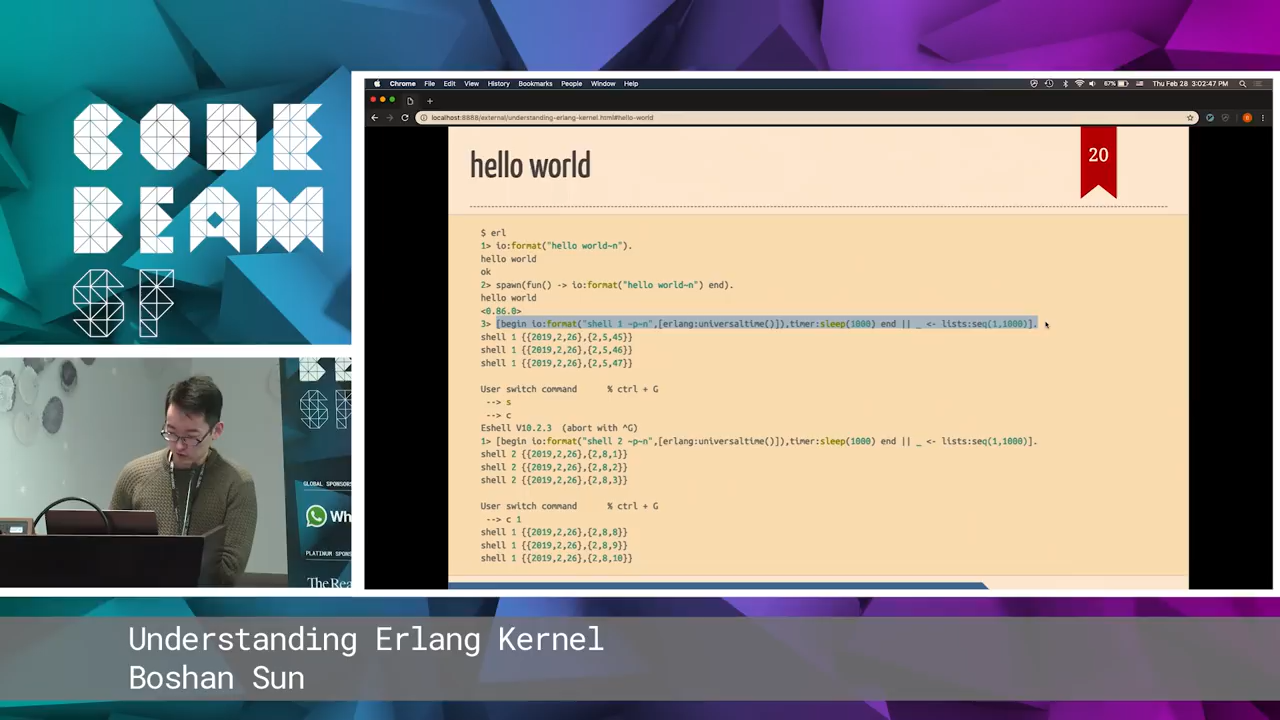 CODE
BEAM
SF
Chrome File Edit View History Bookmarks People Window Help
67% Thu Feb 28 3:02:47 PM
localhost:8888/external/understanding-erlang-kernel.html#hello-world
hello world
20
$ erl
1> io:format("hello world~n").
hello world
ok
2> spawn(fun() -> io:format("hello world~n") end).
hello world
<0.86.0>
3> [begin io:format("shell 1 ~p~n",[erlang:universaltime()]),timer:sleep(1000) end || _ <- lists:seq(1,1000)].
shell 1 {{2019,2,26},{2,5,45}}
shell 1 {{2019,2,26},{2,5,46}}
shell 1 {{2019,2,26},{2,5,47}}
User switch command % ctrl + G
--> s
--> c
Eshell V10.2.3 (abort with ^G)
1> [begin io:format("shell 2 ~p~n",[erlang:universaltime()]),timer:sleep(1000) end || _ <- lists:seq(1,1000)].
shell 2 {{2019,2,26},{2,8,1}}
shell 2 {{2019,2,26},{2,8,2}}
shell 2 {{2019,2,26},{2,8,3}}
User switch command % ctrl + G
--> c 1
shell 1 {{2019,2,26},{2,8,8}}
shell 1 {{2019,2,26},{2,8,9}}
shell 1 {{2019,2,26},{2,8,10}}
GLOBAL SPONSOR
Wh
PLATINUM SPONS
The Rea
Understanding Erlang Kernel
Boshan Sun